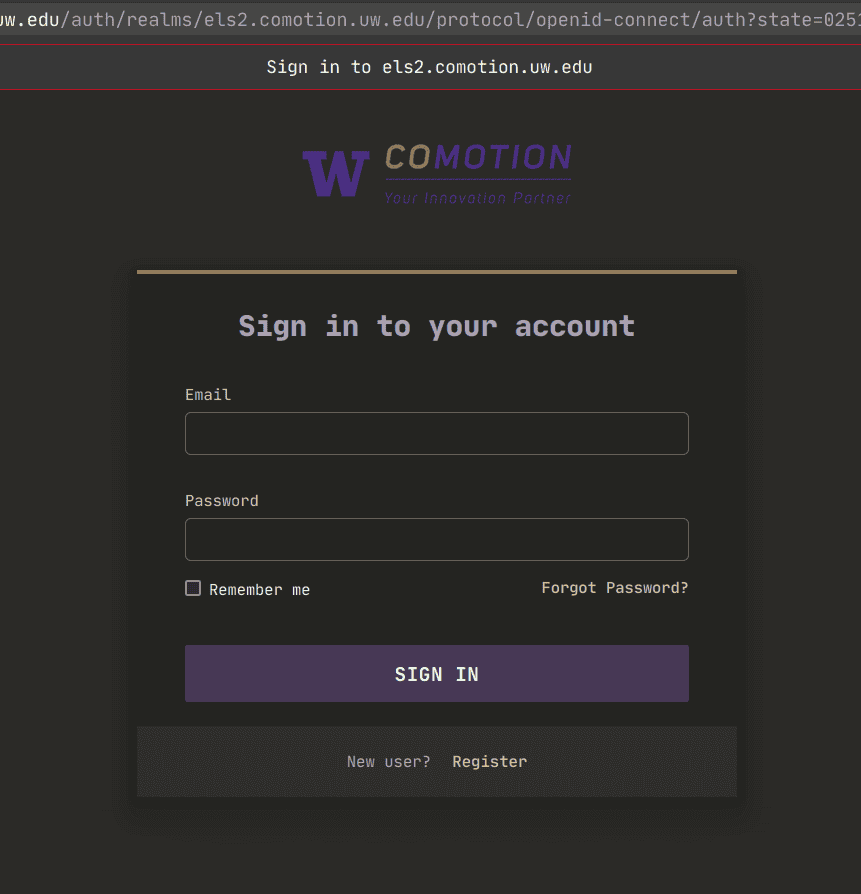 uw.edu/auth/realms/els2.comotion.uw.edu/protocol/openid-connect/auth?state=0251
Sign in to els2.comotion.uw.edu
W COMOTION
Your Innovation Partner
Sign in to your account
Email
Password
Remember me Forgot Password?
SIGN IN
New user? Register